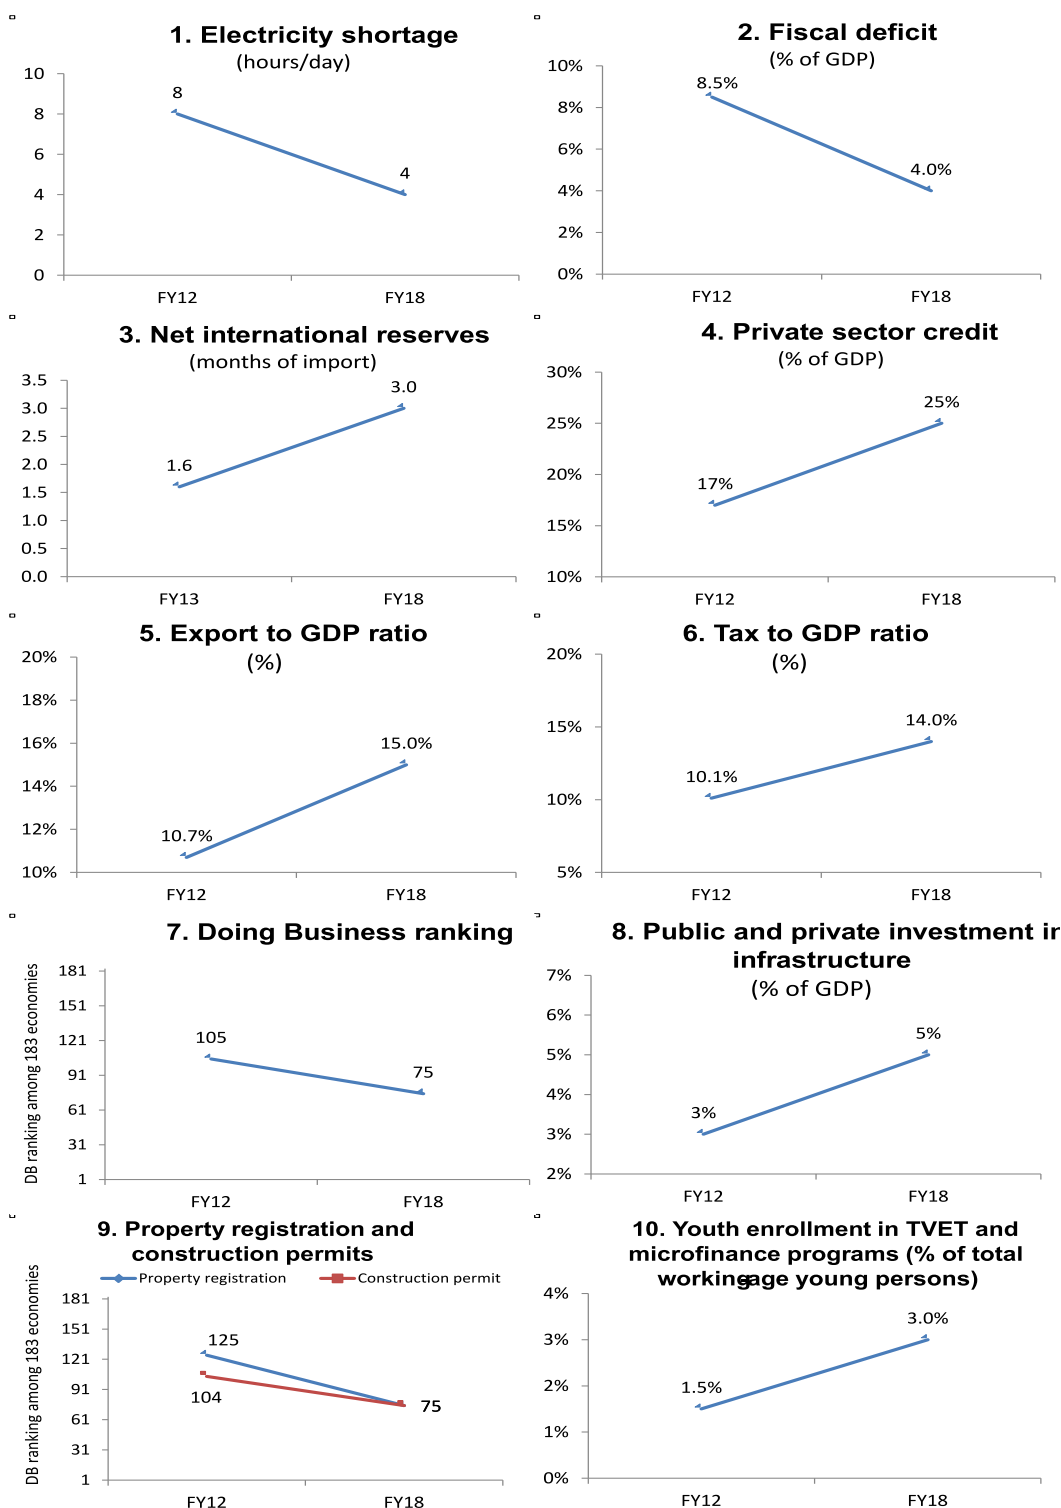 1. Electricity shortage
(hours/day)
10
8
6
4
2
0
8
4
FY12
FY18
2. Fiscal deficit
(% of GDP)
10%
8%
6%
4%
2%
0%
8.5%
4.0%
FY12
FY18
3. Net international reserves
(months of import)
3.5
3.0
2.5
2.0
1.5
1.0
0.5
0.0
1.6
3.0
FY13
FY18
4. Private sector credit
(% of GDP)
30%
25%
20%
15%
10%
17%
25%
FY12
FY18
5. Export to GDP ratio
(%)
20%
18%
16%
14%
12%
10%
10.7%
15.0%
FY12
FY18
6. Tax to GDP ratio
(%)
20%
15%
10%
5%
10.1%
14.0%
FY12
FY18
7. Doing Business ranking
DB ranking among 183 economies
181
151
121
91
61
31
1
105
75
FY12
FY18
8. Public and private investment in
infrastructure
(% of GDP)
7%
6%
5%
4%
3%
2%
3%
5%
FY12
FY18
9. Property registration and
construction permits
Property registration
Construction permit
DB ranking among 183 economies
181
151
121
91
61
31
1
125
104
75
FY12
FY18
10. Youth enrollment in TVET and
microfinance programs (% of total
working-age young persons)
4%
3%
2%
1%
0%
1.5%
3.0%
FY12
FY18